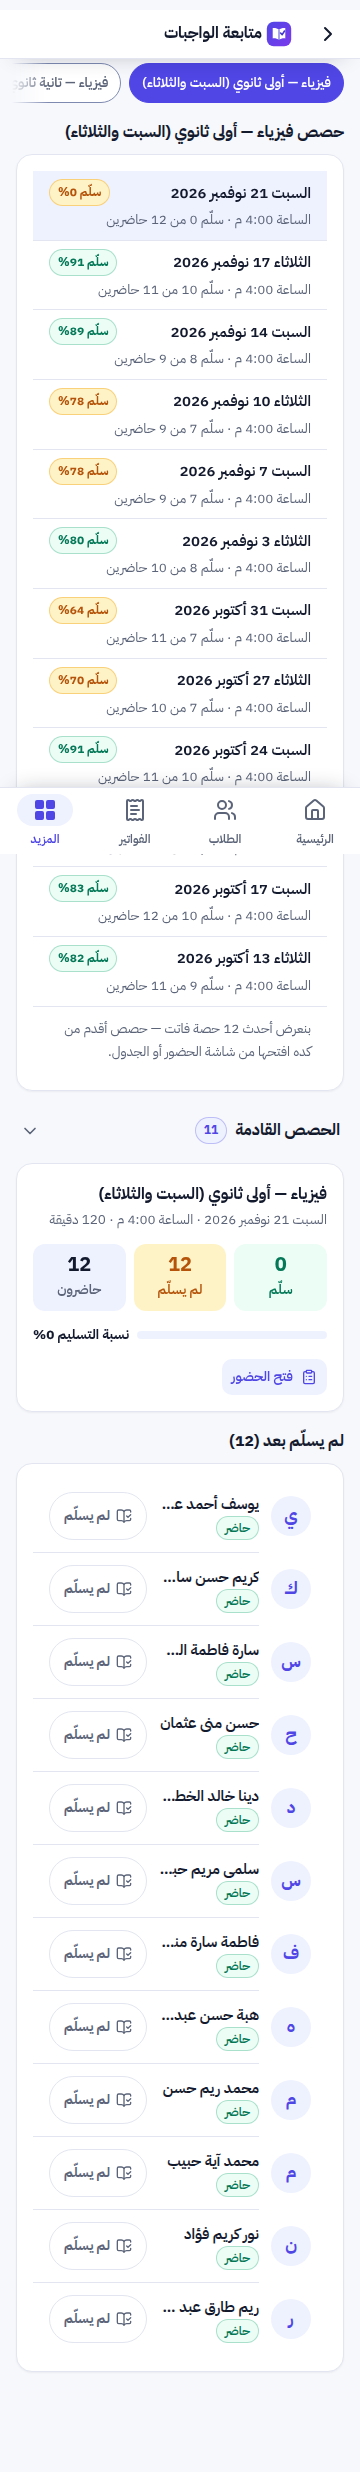 متابعة الواجبات
فيزياء — أولى ثانوي (السبت والثلاثاء)
فيزياء — تانية ثانوي
حصص فيزياء — أولى ثانوي (السبت والثلاثاء)
السبت 21 نوفمبر 2026
سلّم 0%
الساعة 4:00 م · سلّم 0 من 12 حاضرين
الثلاثاء 17 نوفمبر 2026
سلّم 91%
الساعة 4:00 م · سلّم 10 من 11 حاضرين
السبت 14 نوفمبر 2026
سلّم 89%
الساعة 4:00 م · سلّم 8 من 9 حاضرين
الثلاثاء 10 نوفمبر 2026
سلّم 78%
الساعة 4:00 م · سلّم 7 من 9 حاضرين
السبت 7 نوفمبر 2026
سلّم 78%
الساعة 4:00 م · سلّم 7 من 9 حاضرين
الثلاثاء 3 نوفمبر 2026
سلّم 80%
الساعة 4:00 م · سلّم 8 من 10 حاضرين
السبت 31 أكتوبر 2026
سلّم 64%
الساعة 4:00 م · سلّم 7 من 11 حاضرين
الثلاثاء 27 أكتوبر 2026
سلّم 70%
الساعة 4:00 م · سلّم 7 من 10 حاضرين
السبت 24 أكتوبر 2026
سلّم 91%
الساعة 4:00 م · سلّم 10 من 11 حاضرين
الرئيسية
الطلاب
الفواتير
المزيد
السبت 17 أكتوبر 2026
سلّم 83%
الساعة 4:00 م · سلّم 10 من 12 حاضرين
الثلاثاء 13 أكتوبر 2026
سلّم 82%
الساعة 4:00 م · سلّم 9 من 11 حاضرين
بنعرض أحدث 12 حصة فاتت — حصص أقدم من
كده افتحها من شاشة الحضور أو الجدول.
الحصص القادمة 11
فيزياء — أولى ثانوي (السبت والثلاثاء)
السبت 21 نوفمبر 2026 · الساعة 4:00 م · 120 دقيقة
0
سلّم
12
لم يسلّم
12
حاضرون
نسبة التسليم 0%
فتح الحضور
لم يسلّم بعد (12)
ي
يوسف أحمد عـ...
حاضر
لم يسلّم
ك
كريم حسن سا...
حاضر
لم يسلّم
س
سارة فاطمة الـ...
حاضر
لم يسلّم
ح
حسن منى عثمان
حاضر
لم يسلّم
د
دينا خالد الخط...
حاضر
لم يسلّم
س
سلمى مريم حبـ...
حاضر
لم يسلّم
ف
فاطمة سارة منـ...
حاضر
لم يسلّم
ه
هبة حسن عبد...
حاضر
لم يسلّم
م
محمد ريم حسن
حاضر
لم يسلّم
م
محمد آية حبيب
حاضر
لم يسلّم
ن
نور كريم فؤاد
حاضر
لم يسلّم
ر
ريم طارق عبد ...
حاضر
لم يسلّم